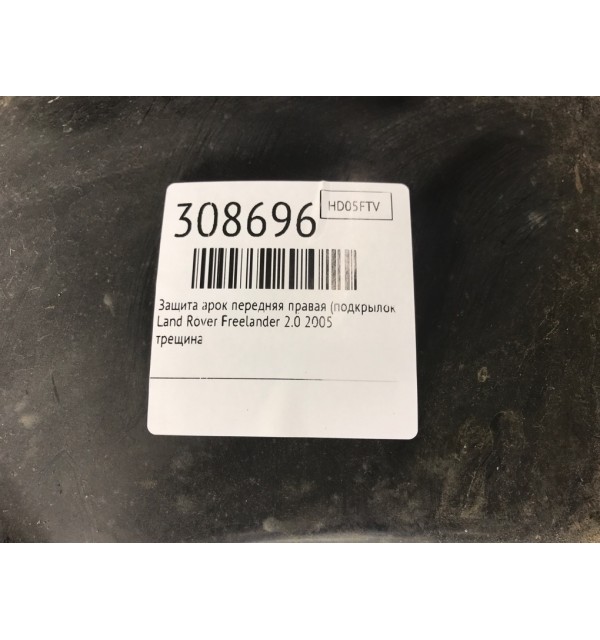 308696
HD05FTV
Защита арок передняя правая (подкрылок
Land Rover Freelander 2.0 2005
трещина